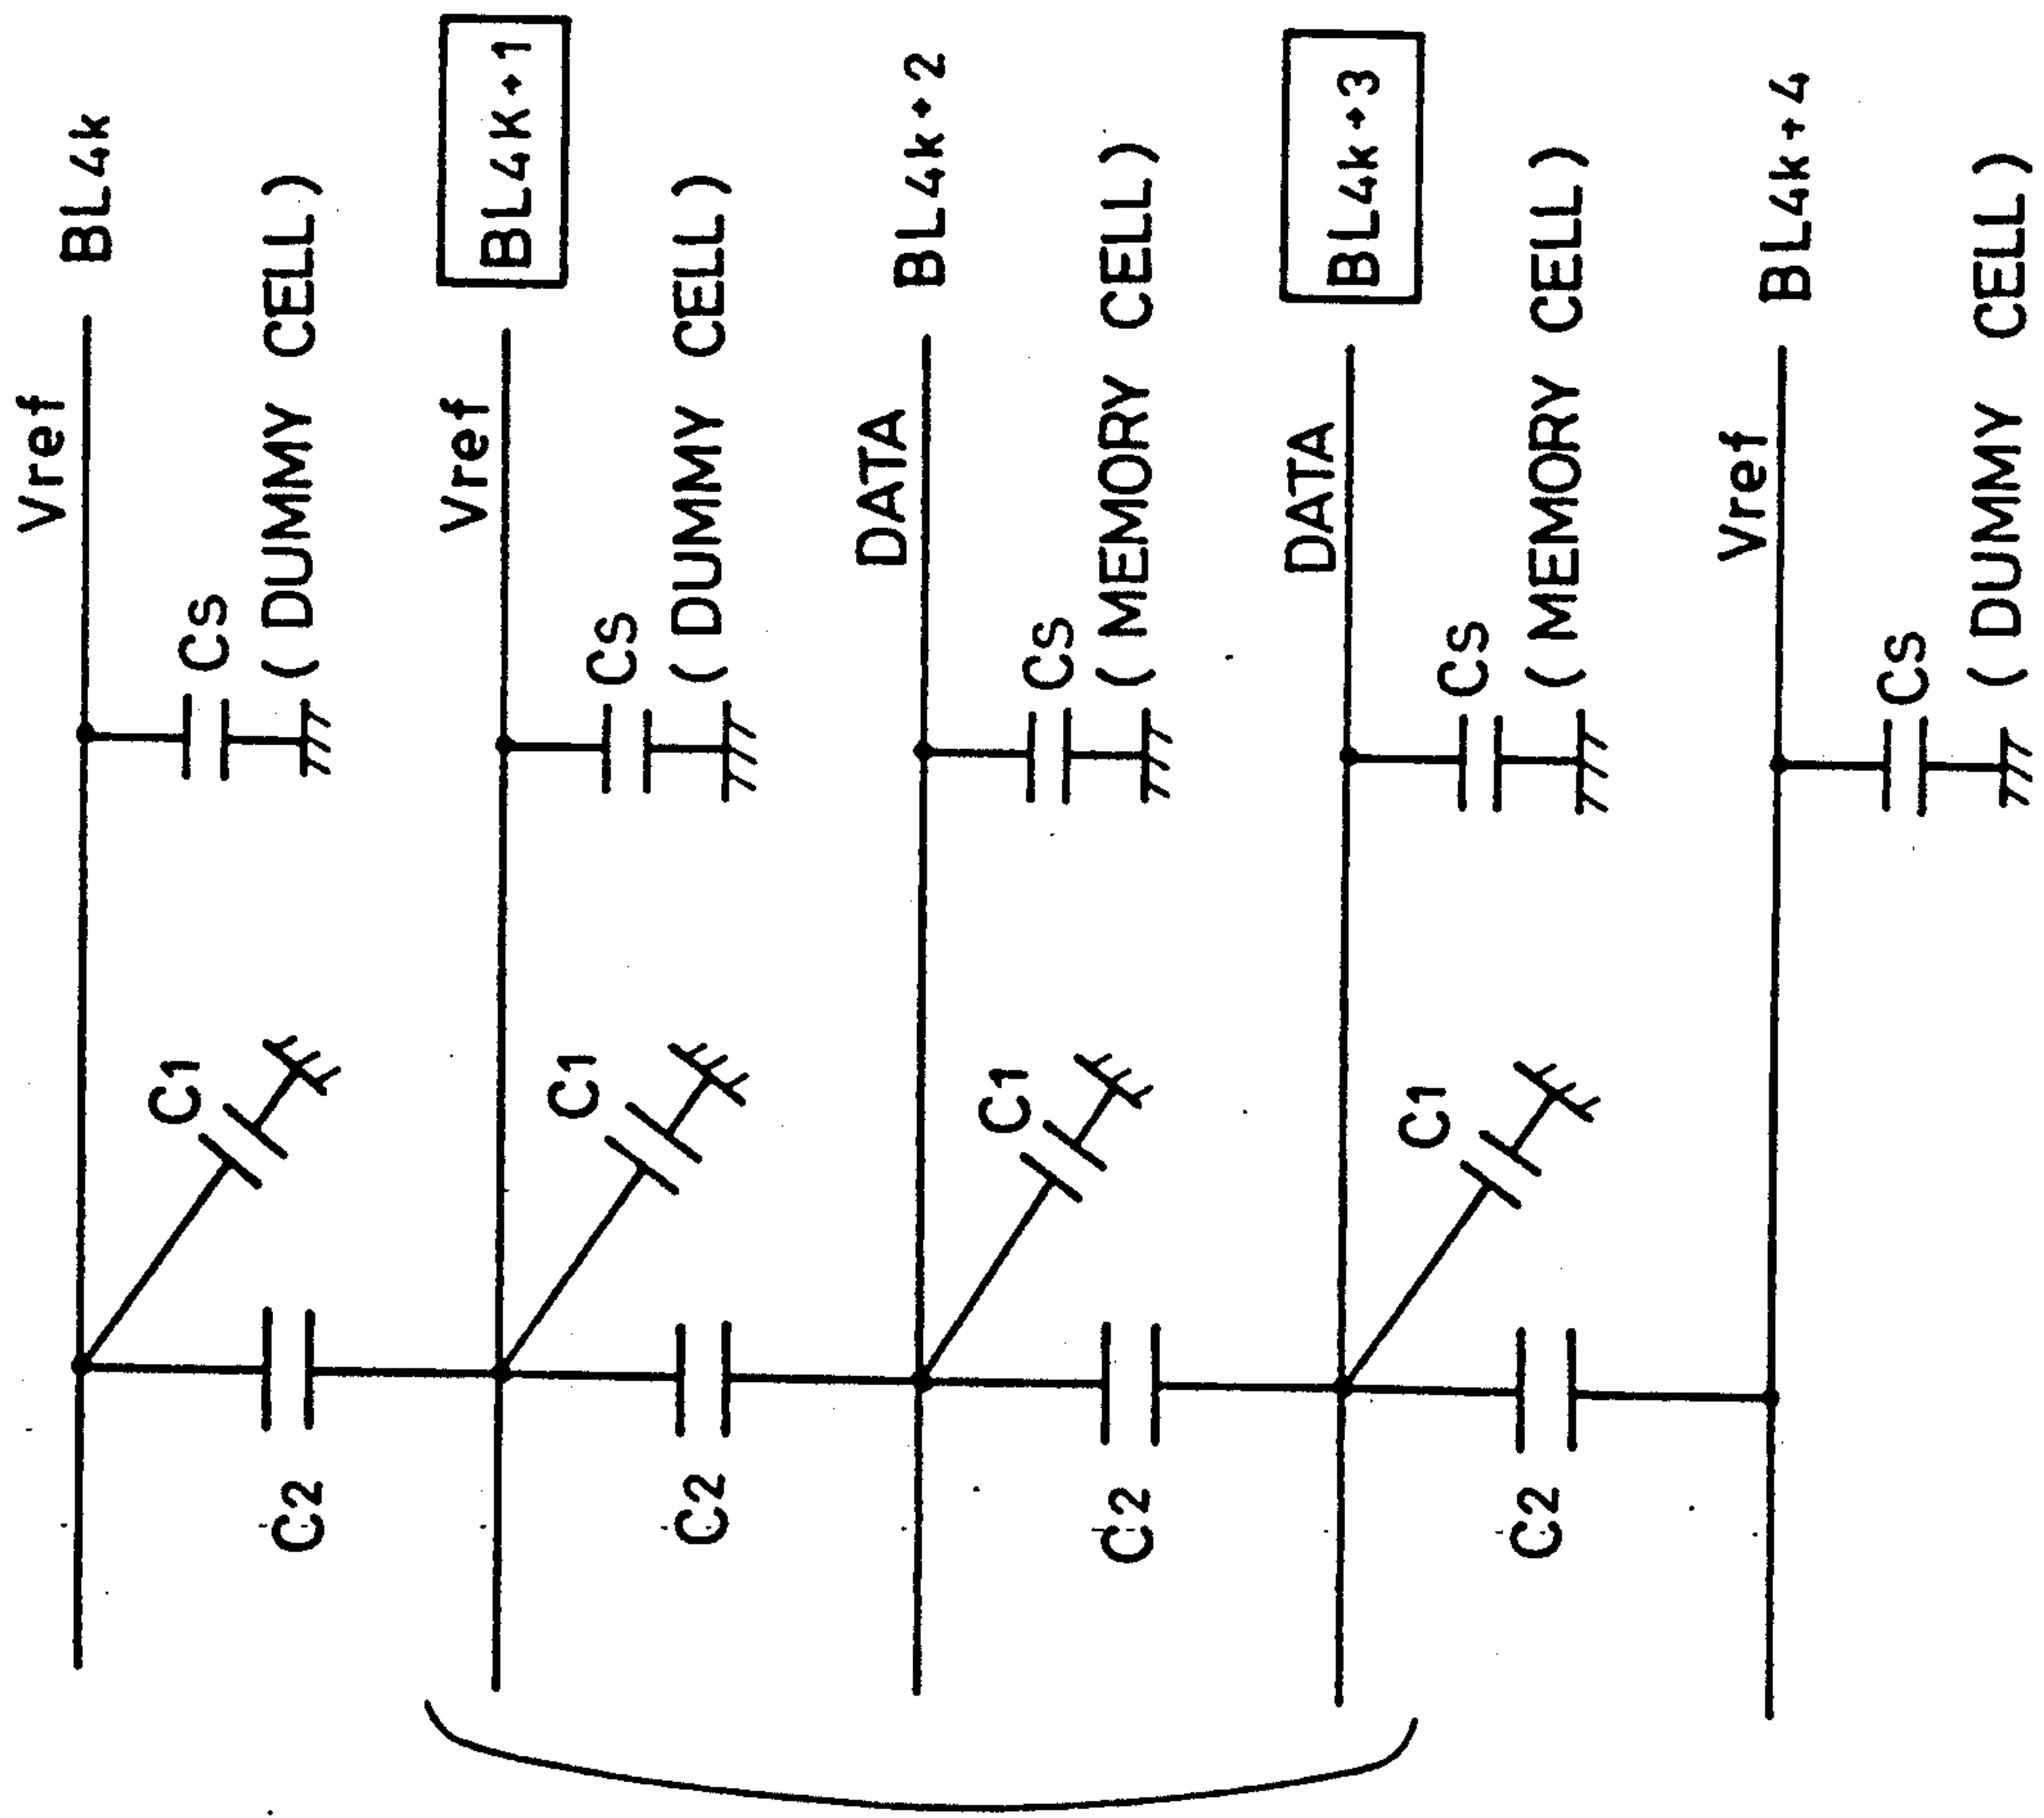 Vref
BL4k
C1
Cs
C2 (DUMMY CELL)
Vref
BL4K+1
C1
Cs
C2 (DUMMY CELL)
DATA
BL4k+2
C1
Cs
C2 (MEMORY CELL)
DATA
BL4k+3
C1
Cs
C2 (MEMORY CELL)
Vref
BL4k+4
Cs
(DUMMY CELL)